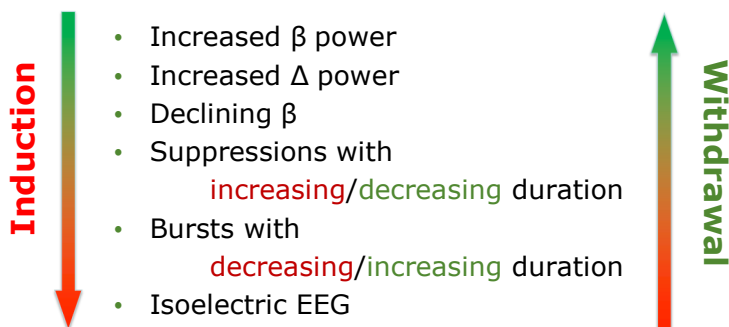 Induction
• Increased β power
• Increased Δ power
• Declining β
• Suppressions with
increasing/decreasing duration
• Bursts with
decreasing/increasing duration
• Isoelectric EEG
Withdrawal